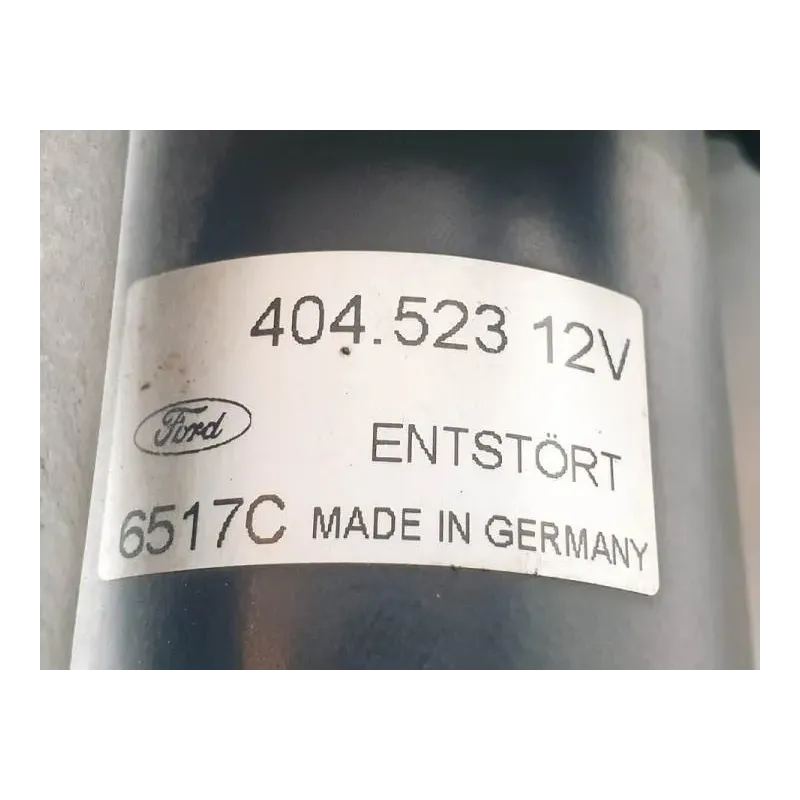 404.523 12V
Ford
ENTSTÖRT
6517C MADE IN GERMANY